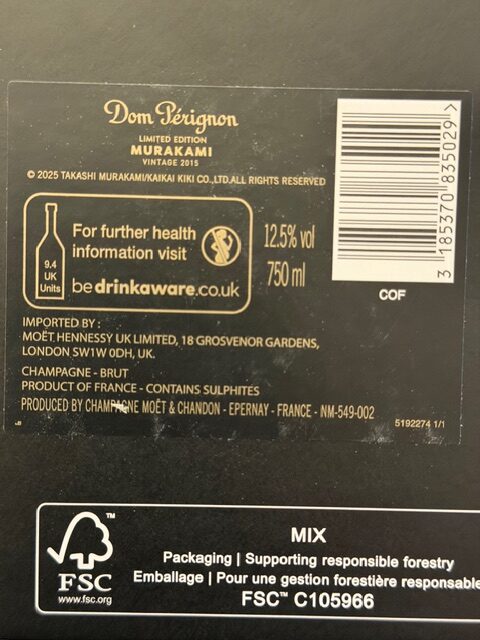 Dom Pérignon
LIMITED EDITION
MURAKAMI
VINTAGE 2015
© 2025 TAKASHI MURAKAMI/KAIKAI KIKI CO.,LTD.ALL RIGHTS RESERVED
For further health
information visit
bedrinkaware.co.uk
9.4
UK
Units
12.5% vol
750 ml
3 185370 835029 >
COF
IMPORTED BY :
MOËT HENNESSY UK LIMITED, 18 GROSVENOR GARDENS,
LONDON SW1W 0DH, UK.
CHAMPAGNE - BRUT
PRODUCT OF FRANCE - CONTAINS SULPHITES
PRODUCED BY CHAMPAGNE MOËT & CHANDON - EPERNAY - FRANCE - NM-549-002
5192274 1/1
FSC
www.fsc.org
™
MIX
Packaging | Supporting responsible forestry
Emballage | Pour une gestion forestière responsable
FSC™ C105966